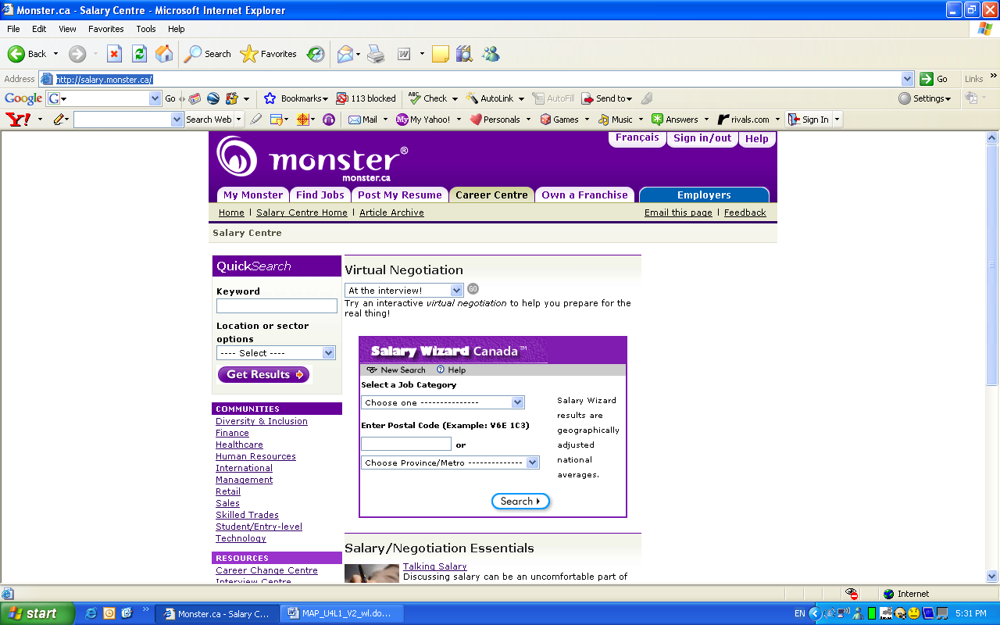 Monster.ca - Salary Centre - Microsoft Internet Explorer
File Edit View Favorites Tools Help
Back Search Favorites
Address http://salary.monster.ca/ Go Links »
Google G Go Bookmarks 113 blocked ABC Check AutoLink AutoFill Send to Settings
Y! Search Web Mail My My Yahoo! Personals Games Music Answers rivals.com Sign In
Français Sign in/out Help
monster®
monster.ca
My Monster Find Jobs Post My Resume Career Centre Own a Franchise Employers
Home | Salary Centre Home | Article Archive Email this page | Feedback
Salary Centre
QuickSearch
Keyword
Location or sector
options
---- Select ----
Get Results
COMMUNITIES
Diversity & Inclusion
Finance
Healthcare
Human Resources
International
Management
Retail
Sales
Skilled Trades
Student/Entry-level
Technology
RESOURCES
Career Change Centre
Interview Centre
Virtual Negotiation
At the interview! GO
Try an interactive virtual negotiation to help you prepare for the
real thing!
Salary Wizard Canada™
New Search ? Help
Select a Job Category
Choose one ---------------
Enter Postal Code (Example: V6E 1C3)
or
Choose Province/Metro --------------
Search
Salary Wizard
results are
geographically
adjusted
national
averages.
Salary/Negotiation Essentials
Talking Salary
Discussing salary can be an uncomfortable part of
Internet
start » Monster.ca - Salary C... MAP_U4L1_V2_wl.do... EN 5:31 PM